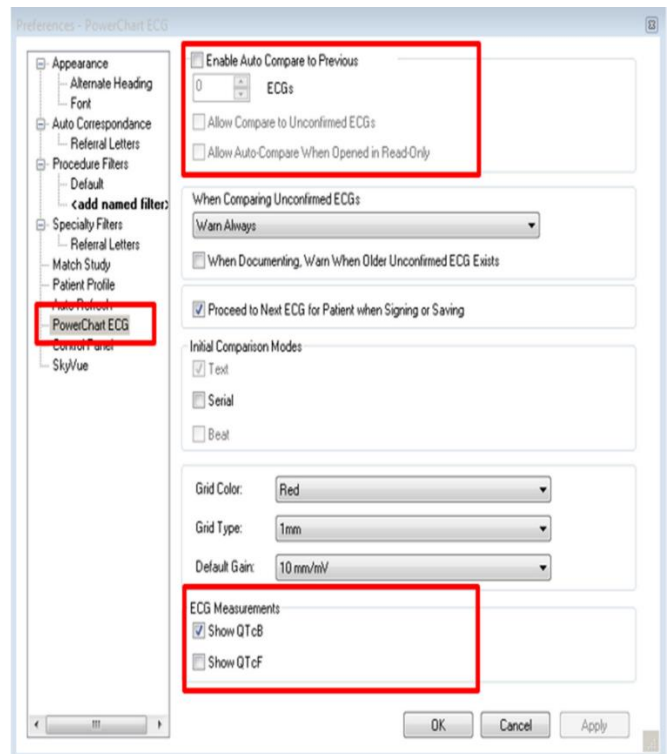 Preferences - PowerChart ECG
Appearance
Alternate Heading
Font
Auto Correspondance
Referral Letters
Procedure Filters
Default
<add named filter>
Specialty Filters
Referral Letters
Match Study
Patient Profile
Auto Refresh
PowerChart ECG
Control Panel
SkyVue
Enable Auto Compare to Previous
0 ECGs
Allow Compare to Unconfirmed ECGs
Allow Auto-Compare When Opened in Read-Only
When Comparing Unconfirmed ECGs
Warn Always
When Documenting, Warn When Older Unconfirmed ECG Exists
Proceed to Next ECG for Patient when Signing or Saving
Initial Comparison Modes
Text
Serial
Beat
Grid Color: Red
Grid Type: 1mm
Default Gain: 10 mm/mV
ECG Measurements
Show QTcB
Show QTcF
OK Cancel Apply